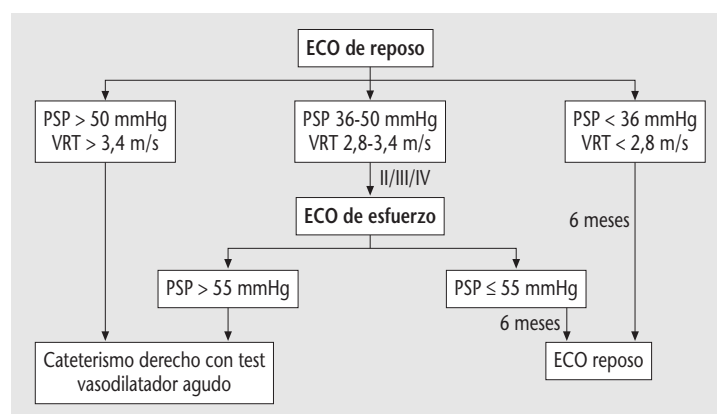 ECO de reposo
PSP > 50 mmHg
VRT > 3,4 m/s
PSP 36-50 mmHg
VRT 2,8-3,4 m/s
PSP < 36 mmHg
VRT < 2,8 m/s
II/III/IV
ECO de esfuerzo
6 meses
PSP > 55 mmHg
PSP ≤ 55 mmHg
6 meses
Cateterismo derecho con test
vasodilatador agudo
ECO reposo